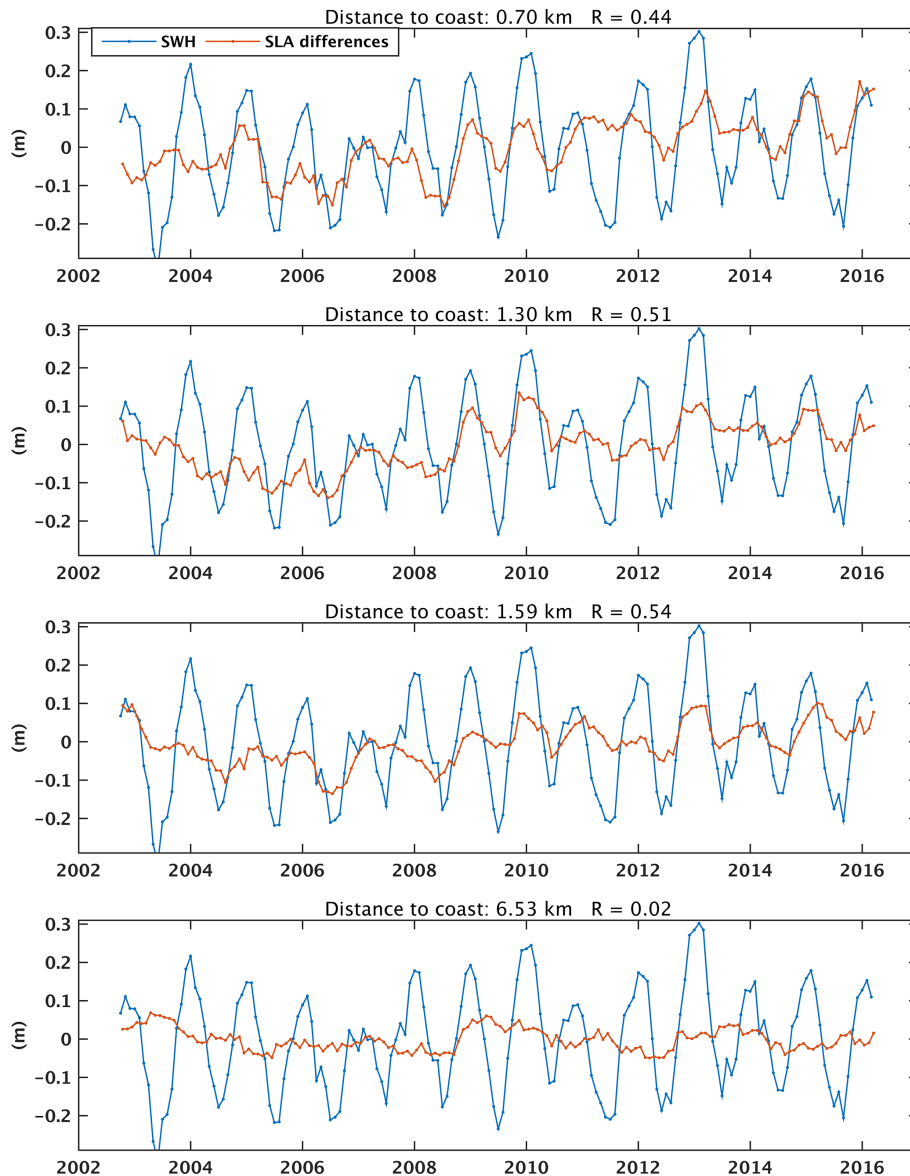 Distance to coast: 0.70 km R = 0.44
SWH SLA differences
0.3
0.2
0.1
0
-0.1
-0.2
(m)
2002 2004 2006 2008 2010 2012 2014 2016
Distance to coast: 1.30 km R = 0.51
0.3
0.2
0.1
0
-0.1
-0.2
(m)
2002 2004 2006 2008 2010 2012 2014 2016
Distance to coast: 1.59 km R = 0.54
0.3
0.2
0.1
0
-0.1
-0.2
(m)
2002 2004 2006 2008 2010 2012 2014 2016
Distance to coast: 6.53 km R = 0.02
0.3
0.2
0.1
0
-0.1
-0.2
(m)
2002 2004 2006 2008 2010 2012 2014 2016